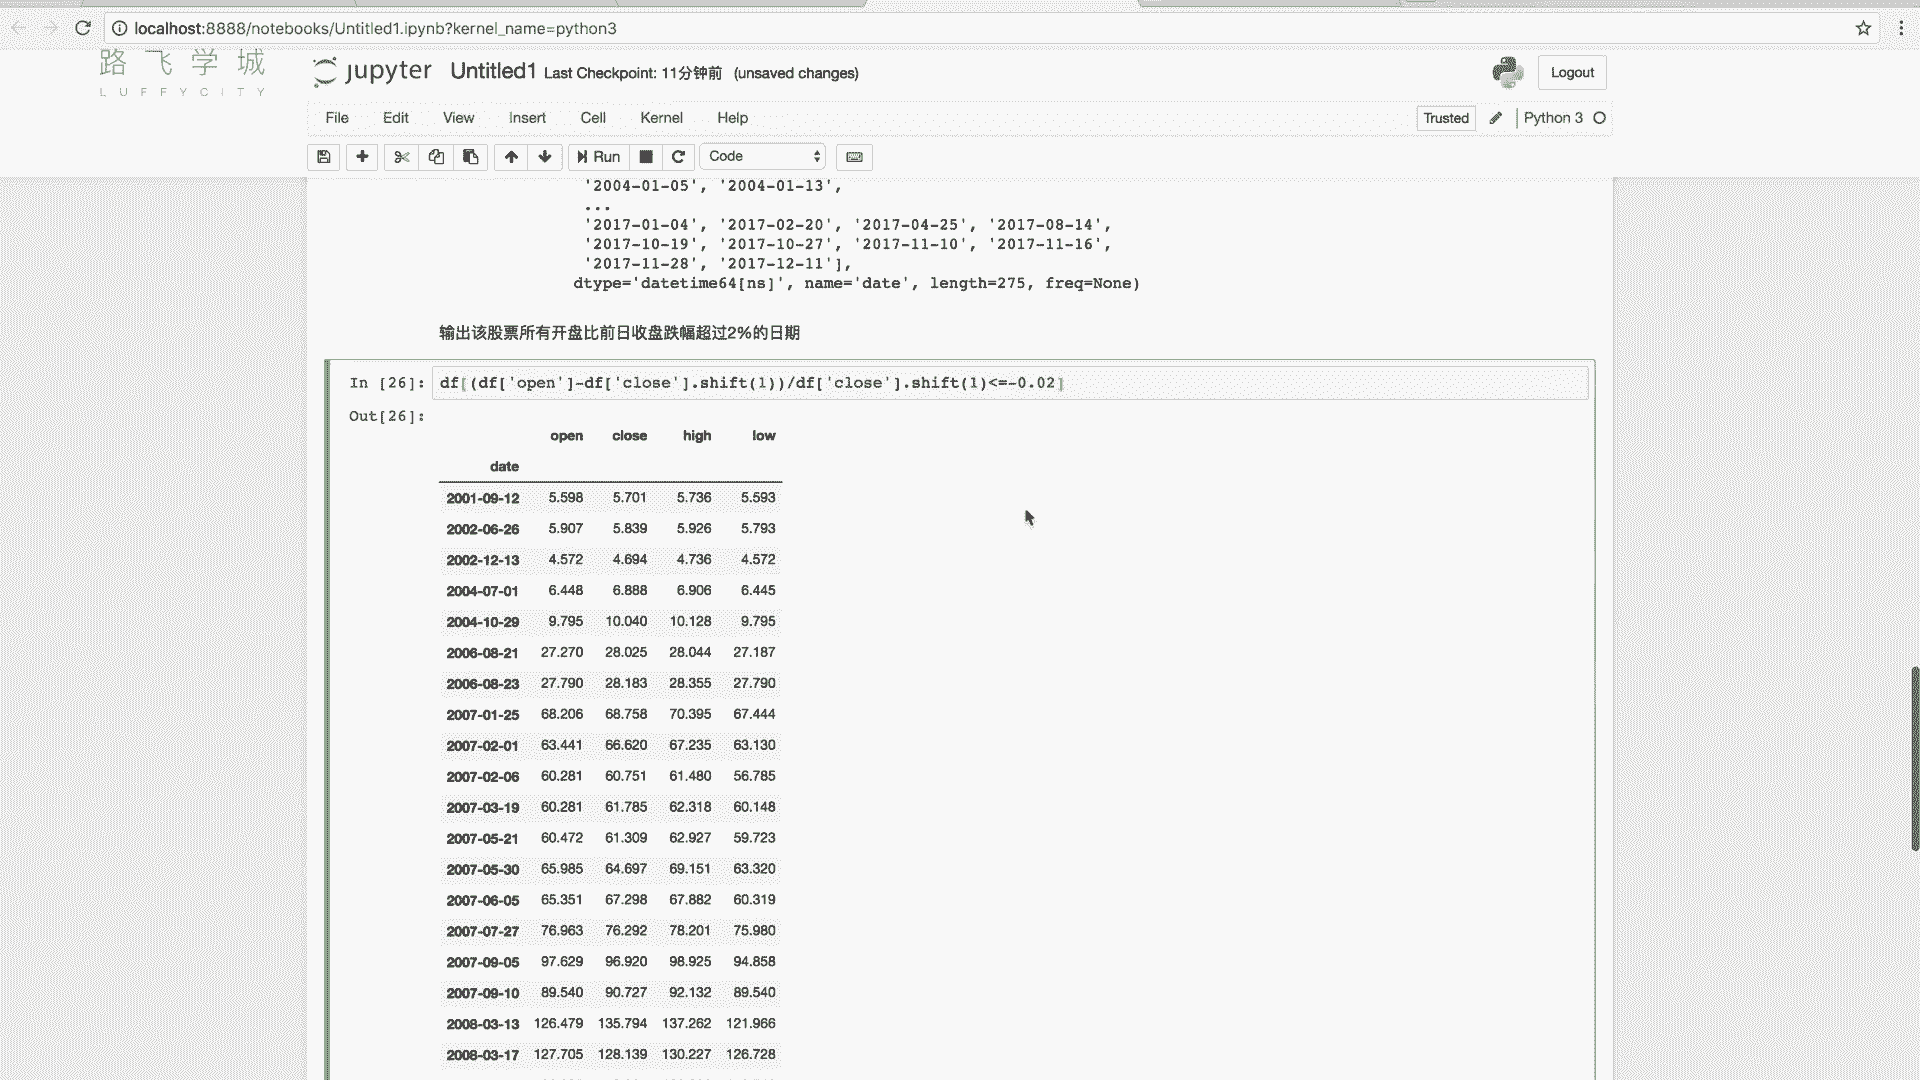 localhost:8888/notebooks/Untitled1.ipynb?kernel_name=python3
路飞学城
LUFFYCITY
jupyter Untitled1 Last Checkpoint: 11分钟前 (unsaved changes)
Logout
File Edit View Insert Cell Kernel Help
Trusted Python 3
Run Code
'2004-01-05', '2004-01-13',
...
'2017-01-04', '2017-02-20', '2017-04-25', '2017-08-14',
'2017-10-19', '2017-10-27', '2017-11-10', '2017-11-16',
'2017-11-28', '2017-12-11'],
dtype='datetime64[ns]', name='date', length=275, freq=None)
输出该股票所有开盘比前日收盘跌幅超过2%的日期
In [26]: df[(df['open']-df['close'].shift(1))/df['close'].shift(1)<=-0.02]
Out[26]:
open close high low
date
2001-09-12 5.598 5.701 5.736 5.593
2002-06-26 5.907 5.839 5.926 5.793
2002-12-13 4.572 4.694 4.736 4.572
2004-07-01 6.448 6.888 6.906 6.445
2004-10-29 9.795 10.040 10.128 9.795
2006-08-21 27.270 28.025 28.044 27.187
2006-08-23 27.790 28.183 28.355 27.790
2007-01-25 68.206 68.758 70.395 67.444
2007-02-01 63.441 66.620 67.235 63.130
2007-02-06 60.281 60.751 61.480 56.785
2007-03-19 60.281 61.785 62.318 60.148
2007-05-21 60.472 61.309 62.927 59.723
2007-05-30 65.985 64.697 69.151 63.320
2007-06-05 65.351 67.298 67.882 60.319
2007-07-27 76.963 76.292 78.201 75.980
2007-09-05 97.629 96.920 98.925 94.858
2007-09-10 89.540 90.727 92.132 89.540
2008-03-13 126.479 135.794 137.262 121.966
2008-03-17 127.705 128.139 130.227 126.728